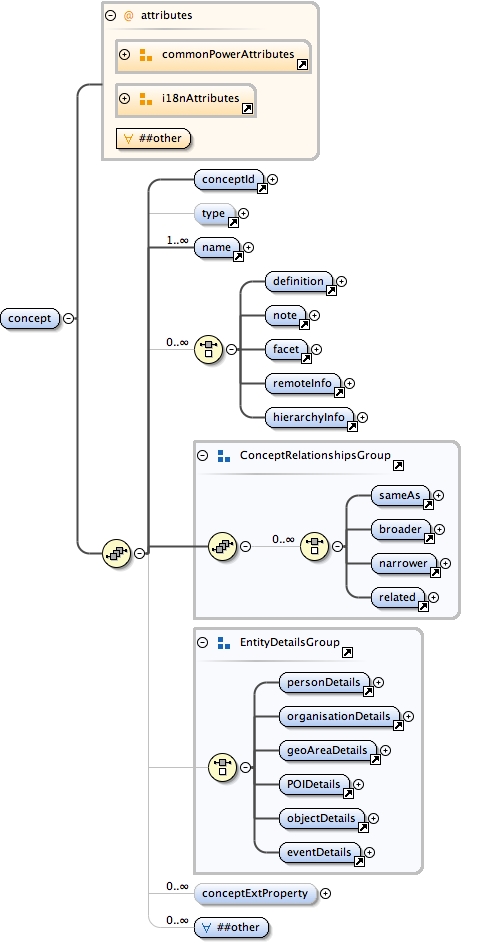 @ attributes
commonPowerAttributes
i18nAttributes
##other
conceptId
type
1..∞
name
definition
note
facet
0..∞
remoteInfo
hierarchyInfo
concept
ConceptRelationshipsGroup
sameAs
broader
0..∞
narrower
related
EntityDetailsGroup
personDetails
organisationDetails
geoAreaDetails
POIDetails
objectDetails
eventDetails
0..∞
conceptExtProperty
0..∞
##other